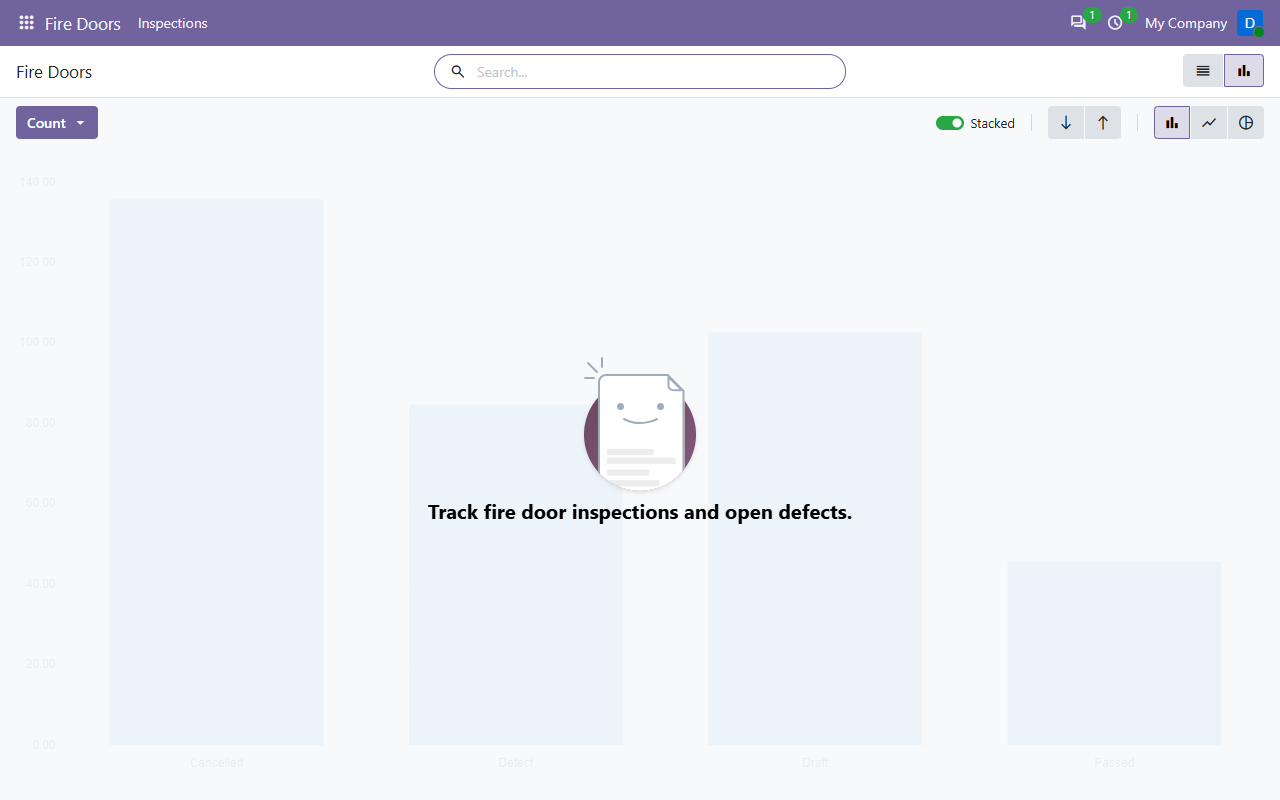 Fire Doors
Inspections
1
1
My Company
D
Fire Doors
Search...
Count
Stacked
140.00
120.00
100.00
80.00
60.00
40.00
20.00
0.00
Track fire door inspections and open defects.
Cancelled
Defect
Draft
Passed